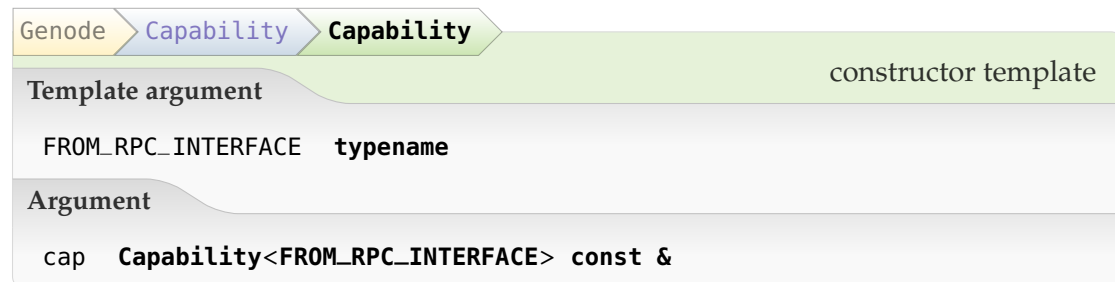 Genode Capability Capability
constructor template
Template argument
FROM_RPC_INTERFACE typename
Argument
cap Capability<FROM_RPC_INTERFACE> const &